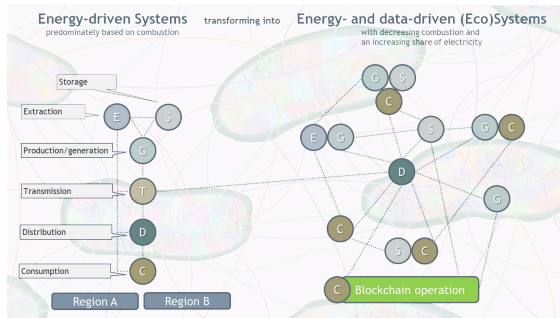 Energy-driven Systems
predominately based on combustion
transforming into
Energy- and data-driven (Eco)Systems
with decreasing combustion and
an increasing share of electricity
Storage
Extraction
E
S
Production/generation
G
Transmission
T
Distribution
D
Consumption
C
Region A
Region B
G
S
C
E
G
S
G
C
D
G
C
S
C
C
Blockchain operation